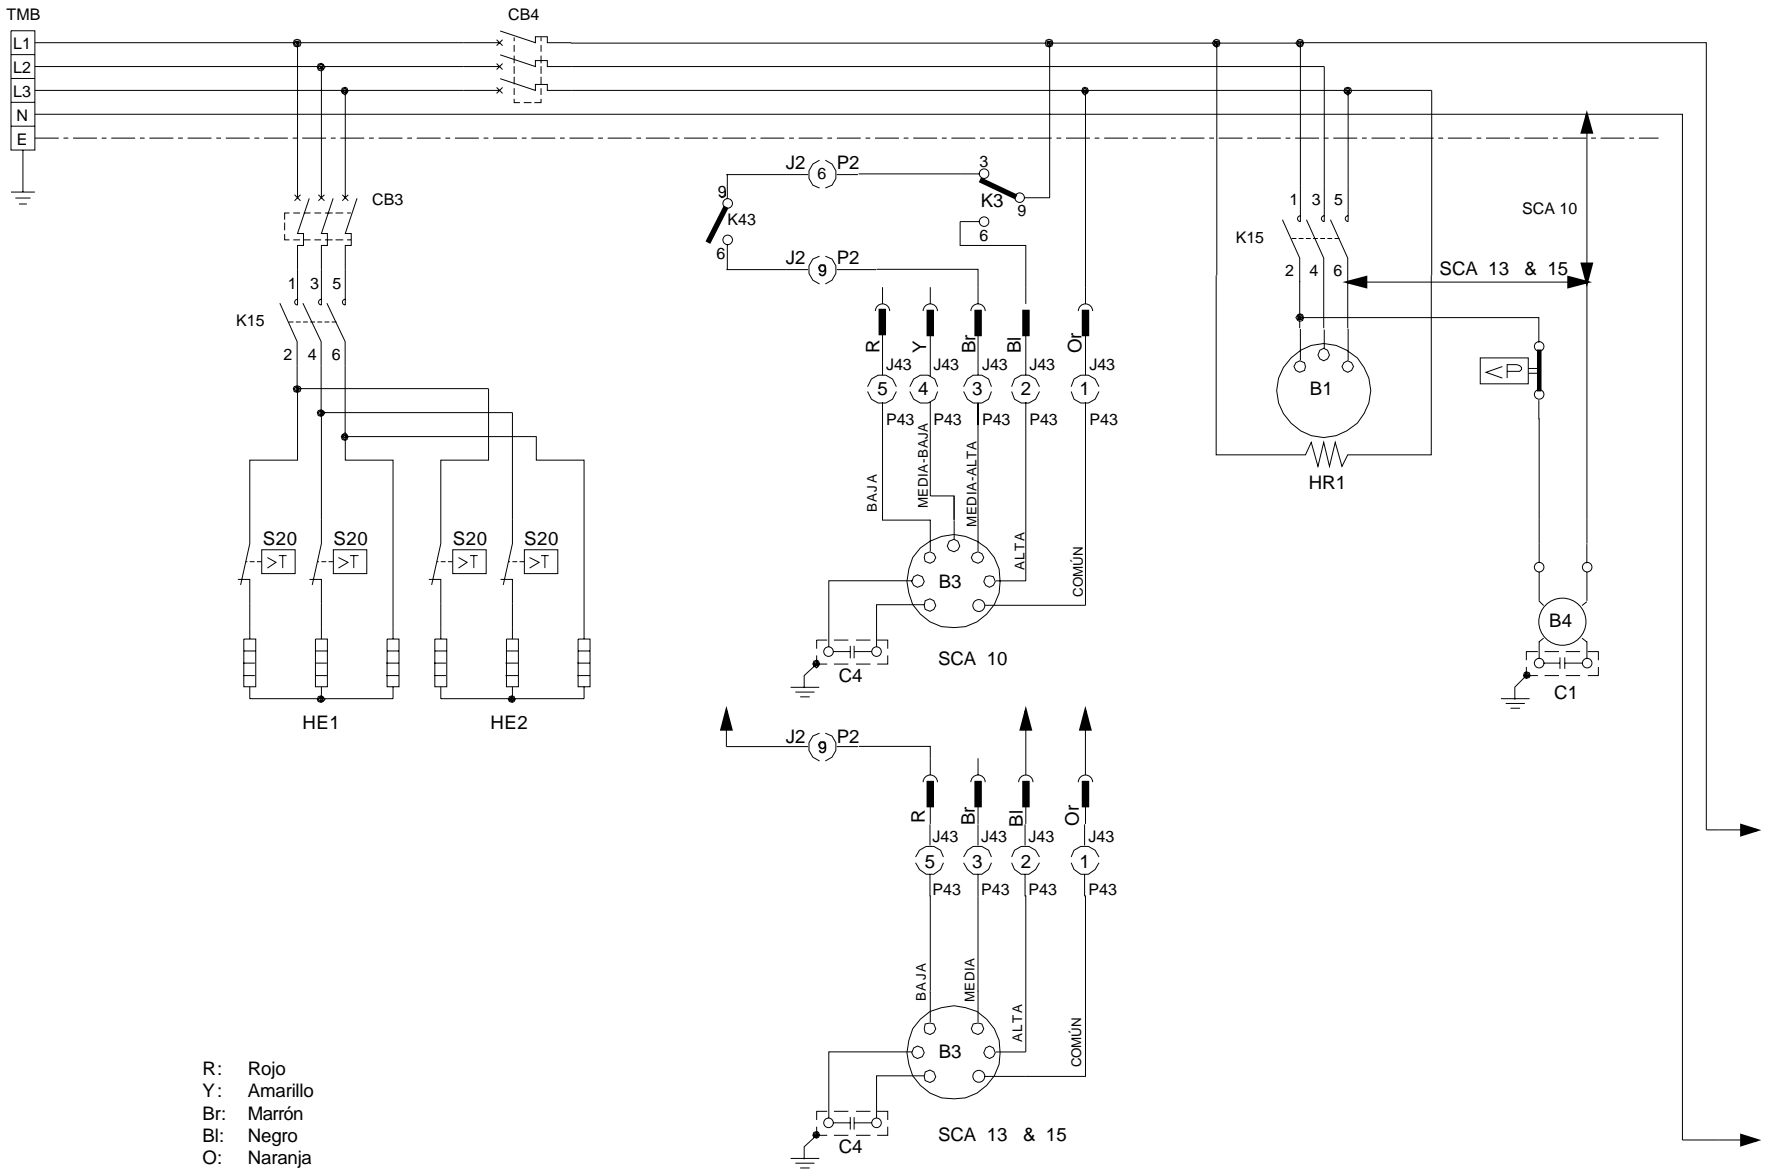 TMB
CB4
L1
L2
L3
N
E
CB3
1 3 5
K15
2 4 6
S20
>T
S20
>T
S20
>T
S20
>T
HE1
HE2
J2 6 P2
3
K3
9
6
9
K43
6
J2 9 P2
R
Y
Br
Bl
Or
J43
J43
J43
J43
J43
5
4
3
2
1
P43
P43
P43
P43
P43
BAJA
MEDIA-BAJA
MEDIA-ALTA
ALTA
COMÚN
B3
C4
SCA 10
1 3 5
K15
2 4 6
SCA 10
SCA 13 & 15
B1
HR1
<P
B4
C1
J2 9 P2
R
Br
Bl
Or
J43
J43
J43
J43
5
3
2
1
P43
P43
P43
P43
BAJA
MEDIA
ALTA
COMÚN
B3
C4
SCA 13 & 15
R: Rojo
Y: Amarillo
Br: Marrón
Bl: Negro
O: Naranja